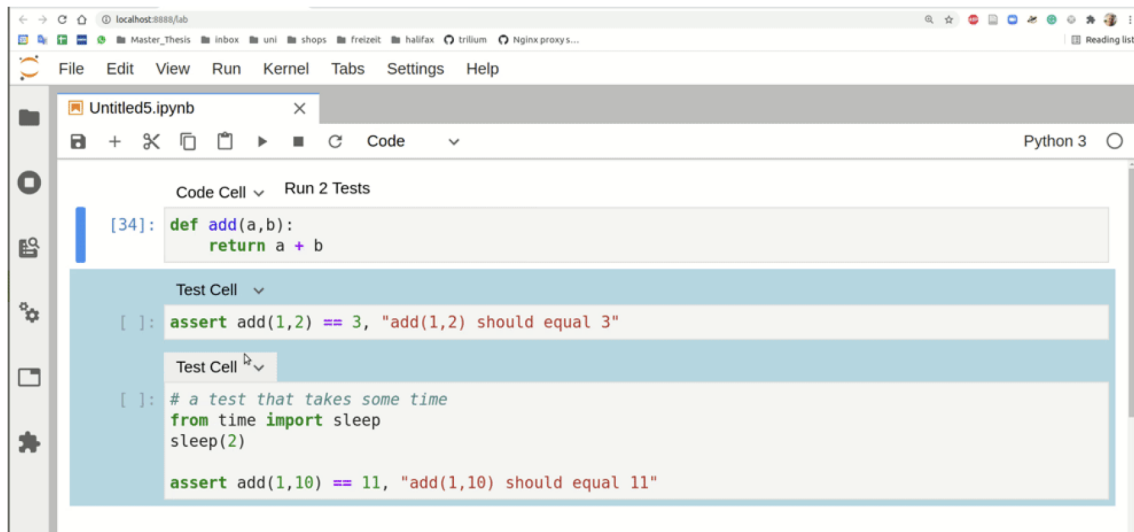 localhost:8888/lab
Master_Thesis inbox uni shops freizeit halifax trilium Nginx proxy s... Reading list
File Edit View Run Kernel Tabs Settings Help
Untitled5.ipynb
Code Python 3
Code Cell Run 2 Tests
[34]: def add(a,b):
    return a + b
Test Cell
[ ]: assert add(1,2) == 3, "add(1,2) should equal 3"
Test Cell
[ ]: # a test that takes some time
from time import sleep
sleep(2)
assert add(1,10) == 11, "add(1,10) should equal 11"